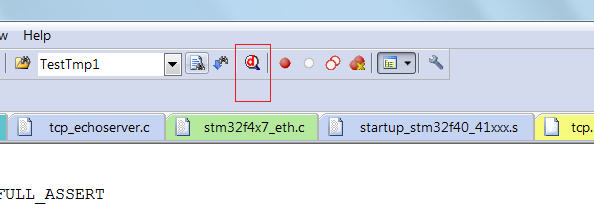 w Help
TestTmp1
d
tcp_echoserver.c stm32f4x7_eth.c startup_stm32f40_41xxx.s tcp.
FULL_ASSERT